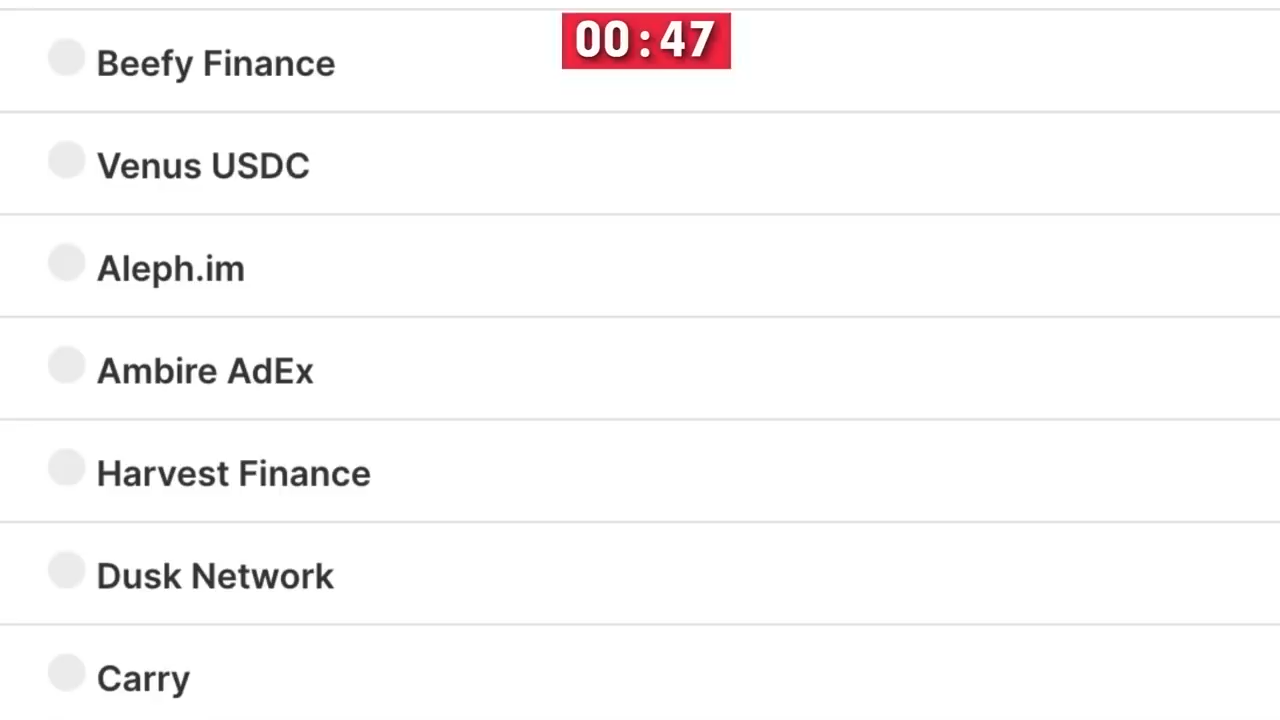 00:47
Beefy Finance
Venus USDC
Aleph.im
Ambire AdEx
Harvest Finance
Dusk Network
Carry